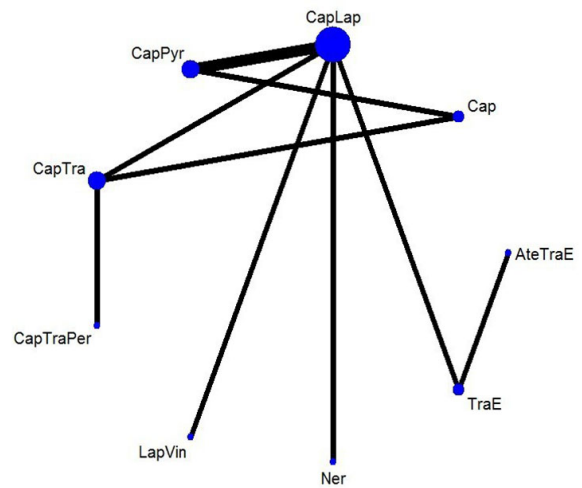 CapLap
CapPyr
Cap
CapTra
AteTraE
CapTraPer
TraE
LapVin
Ner